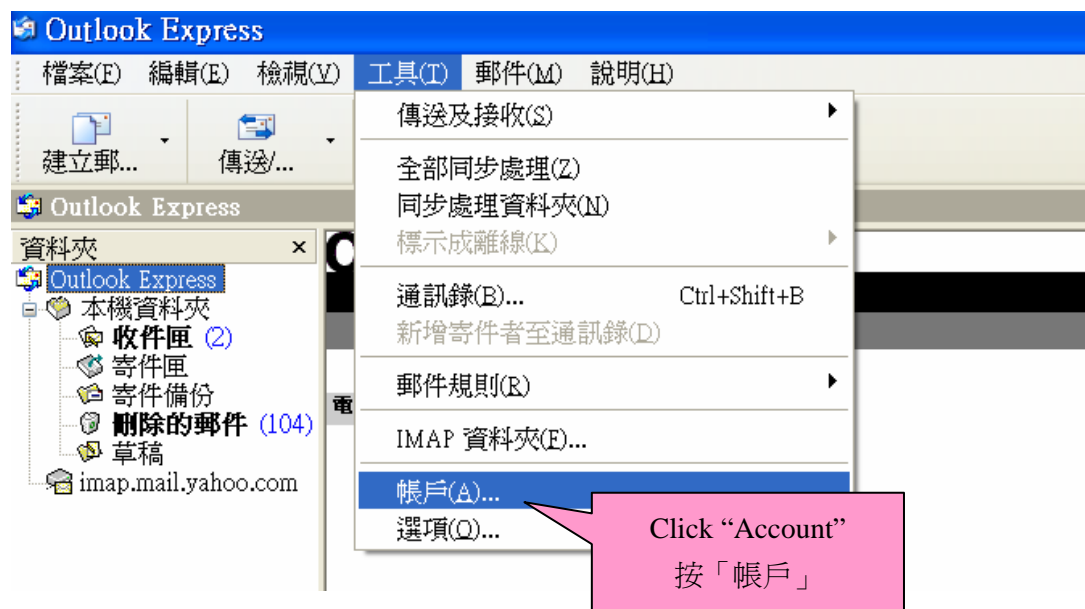 Outlook Express
檔案(F) 編輯(E) 檢視(V) 工具(T) 郵件(M) 說明(H)
建立郵... 傳送/...
Outlook Express
資料夾 ×
Outlook Express
本機資料夾
收件匣 (2)
寄件匣
寄件備份
刪除的郵件 (104)
草稿
imap.mail.yahoo.com
傳送及接收(S)
全部同步處理(Z)
同步處理資料夾(N)
標示成離線(K)
通訊錄(B)... Ctrl+Shift+B
新增寄件者至通訊錄(D)
郵件規則(R)
IMAP 資料夾(F)...
帳戶(A)...
選項(O)...
電
Click “Account”
按「帳戶」